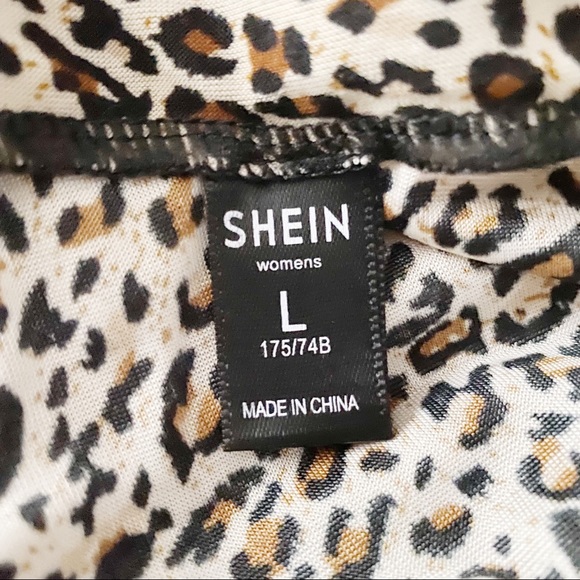 SHEIN
womens
L
175/74B
MADE IN CHINA